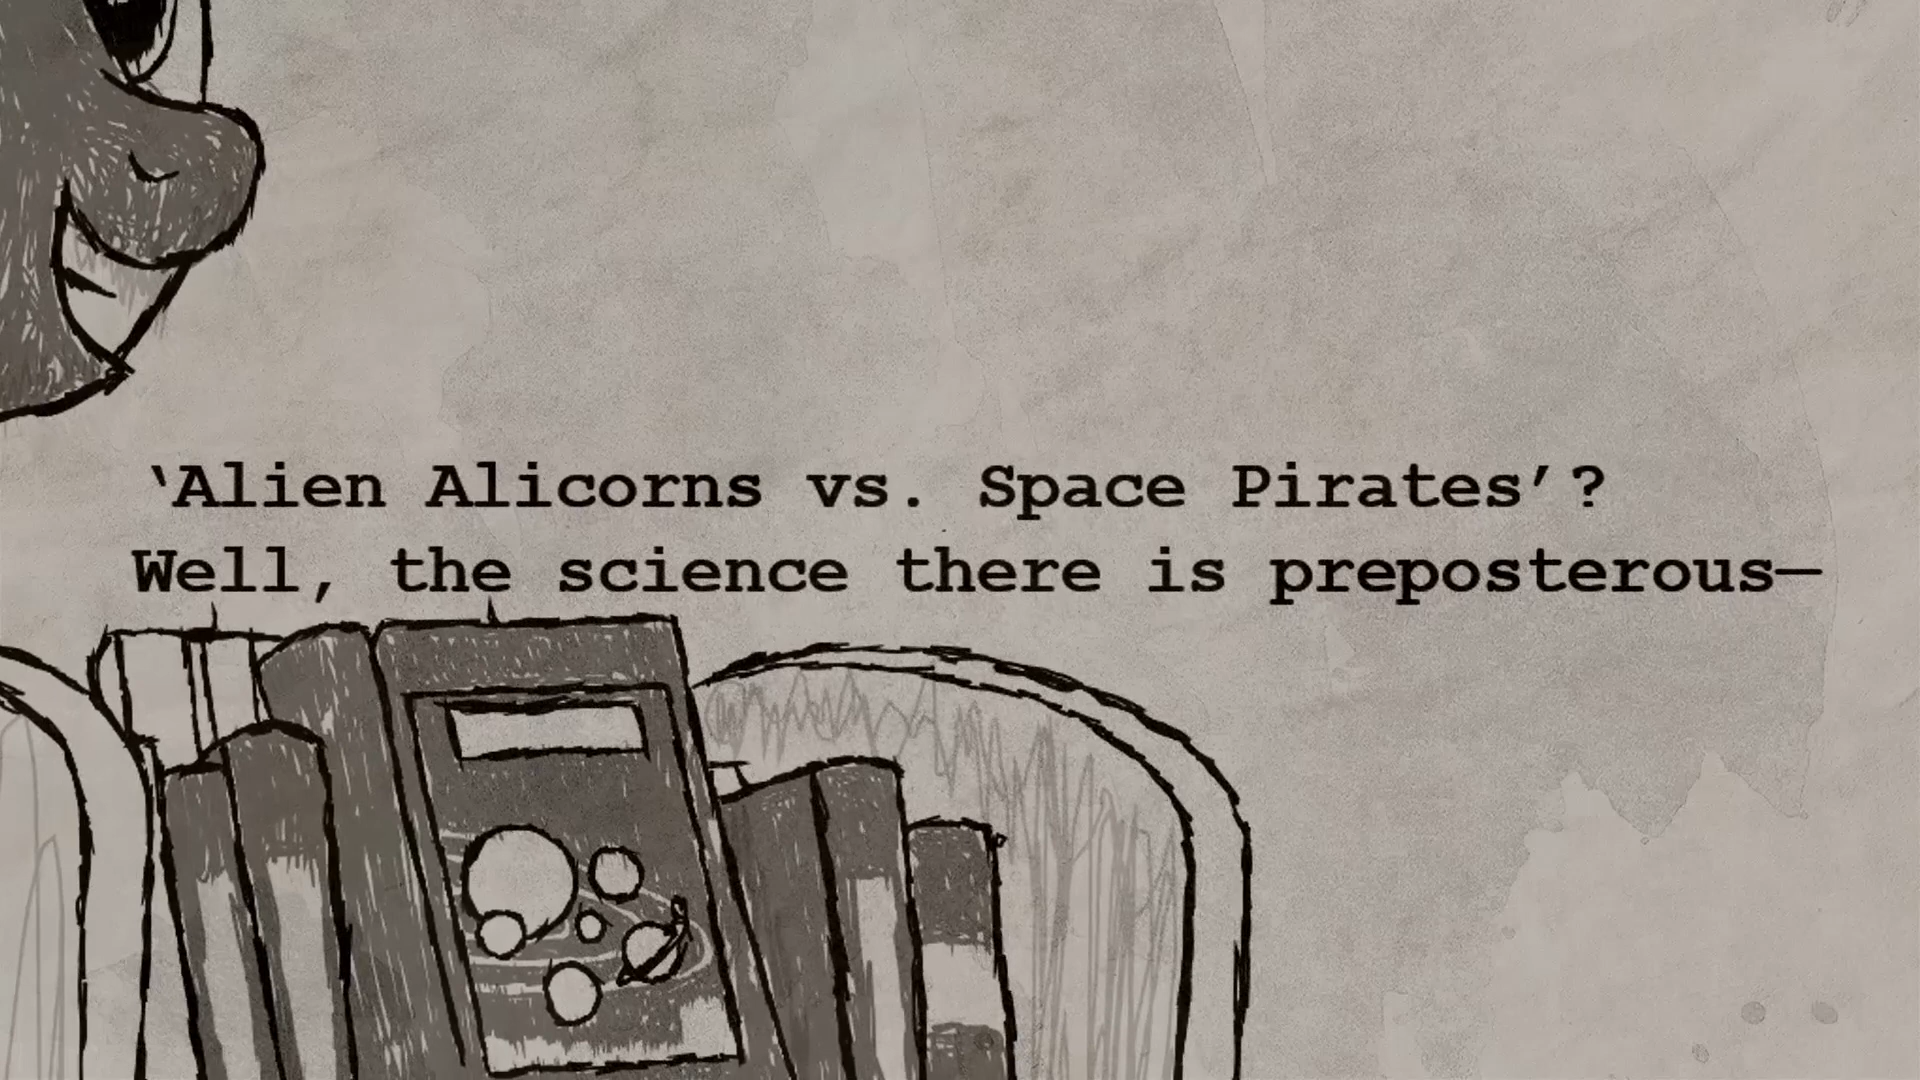 ‘Alien Alicorns vs. Space Pirates’?
Well, the science there is preposterous—